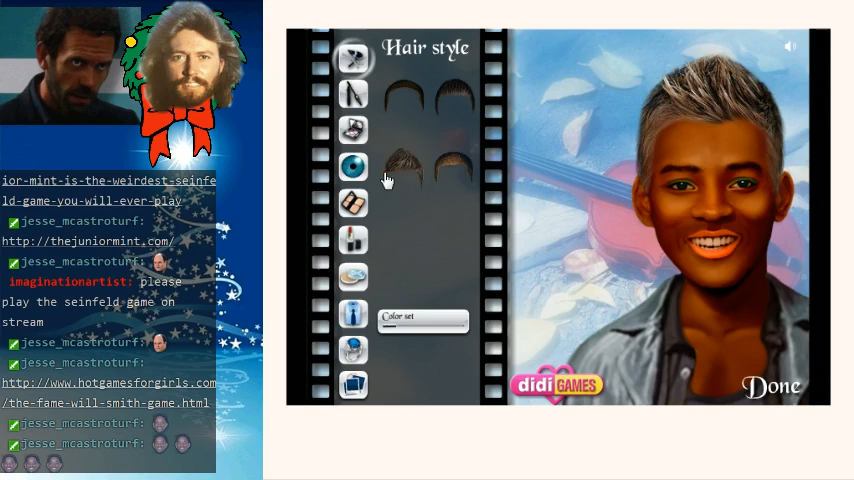 ior-mint-is-the-weirdest-seinfe
ld-game-you-will-ever-play
jesse_mcastroturf:
http://thejuniormint.com/
jesse_mcastroturf:
imaginationartist: please
play the seinfeld game on
stream
jesse_mcastroturf:
jesse_mcastroturf:
http://www.hotgamesforgirls.com
/the-fame-will-smith-game.html
jesse_mcastroturf:
jesse_mcastroturf:
Hair style
Color set
didi GAMES
Done